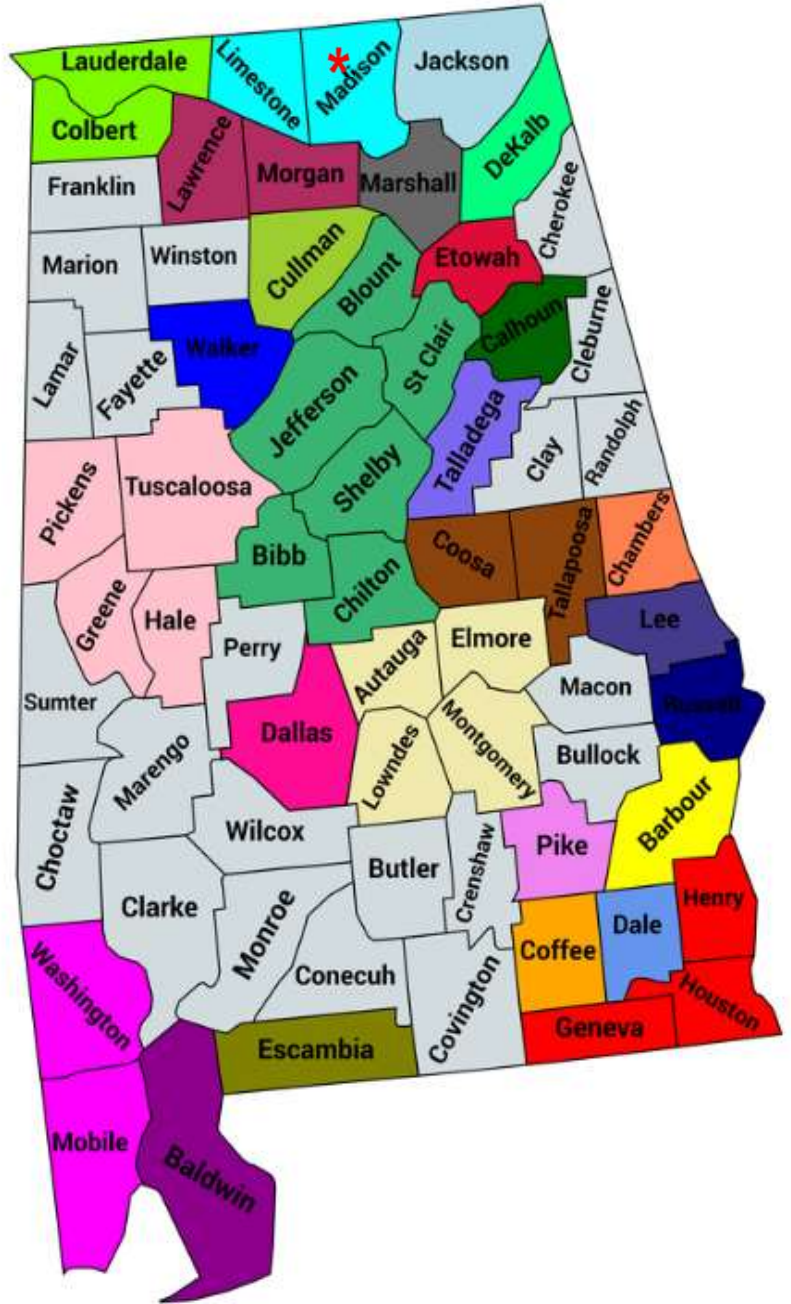 Lauderdale
Limestone
*
Madison
Jackson
Colbert
Lawrence
Morgan
Marshall
DeKalb
Franklin
Cherokee
Marion
Winston
Cullman
Blount
Etowah
Lamar
Fayette
Walker
Jefferson
St Clair
Calhoun
Cleburne
Pickens
Tuscaloosa
Shelby
Talladega
Clay
Randolph
Greene
Hale
Bibb
Chilton
Coosa
Tallapoosa
Chambers
Sumter
Perry
Autauga
Elmore
Lee
Macon
Russell
Dallas
Lowndes
Montgomery
Bullock
Marengo
Choctaw
Wilcox
Butler
Crenshaw
Pike
Barbour
Clarke
Monroe
Conecuh
Covington
Coffee
Dale
Henry
Washington
Escambia
Geneva
Houston
Mobile
Baldwin